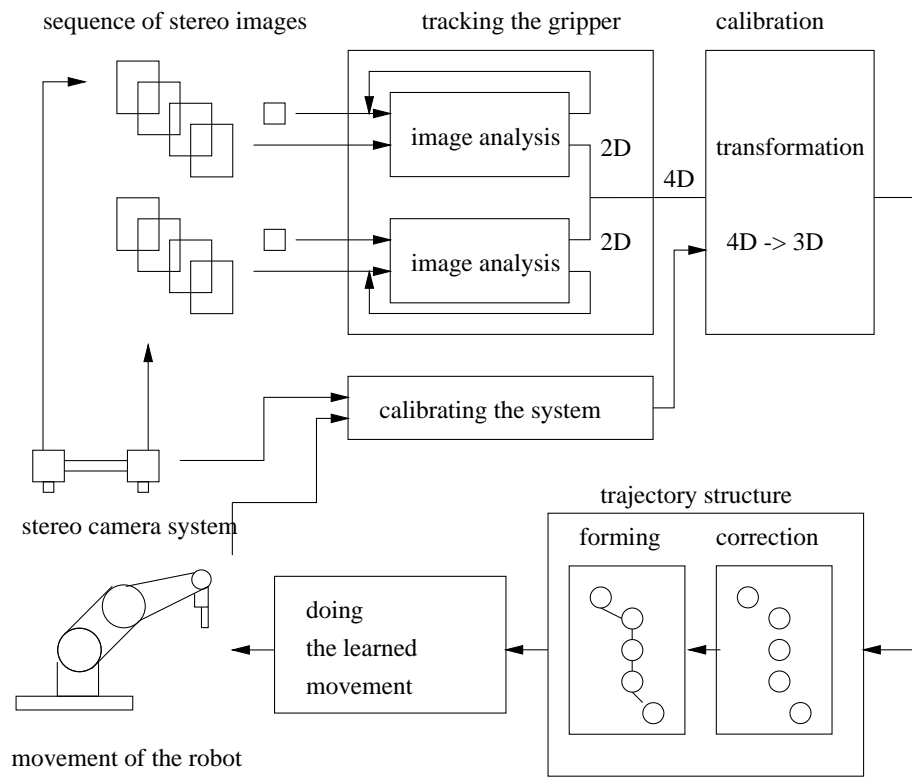 sequence of stereo images
tracking the gripper
calibration
image analysis
2D
4D
transformation
2D
4D -> 3D
image analysis
calibrating the system
stereo camera system
trajectory structure
forming
correction
doing
the learned
movement
movement of the robot